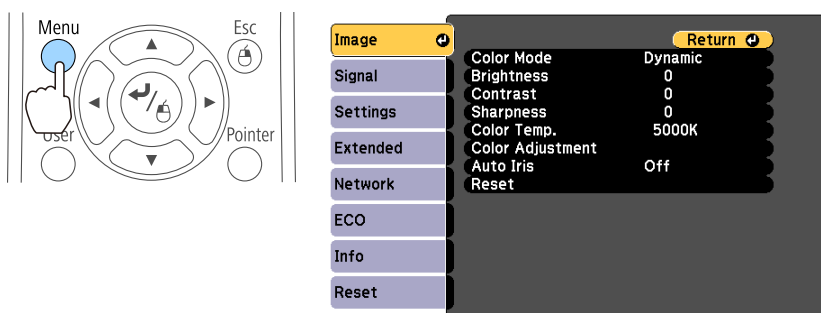 Menu
Esc
User
Pointer
Image
Signal
Settings
Extended
Network
ECO
Info
Reset
Return
Color Mode Dynamic
Brightness 0
Contrast 0
Sharpness 0
Color Temp. 5000K
Color Adjustment
Auto Iris Off
Reset